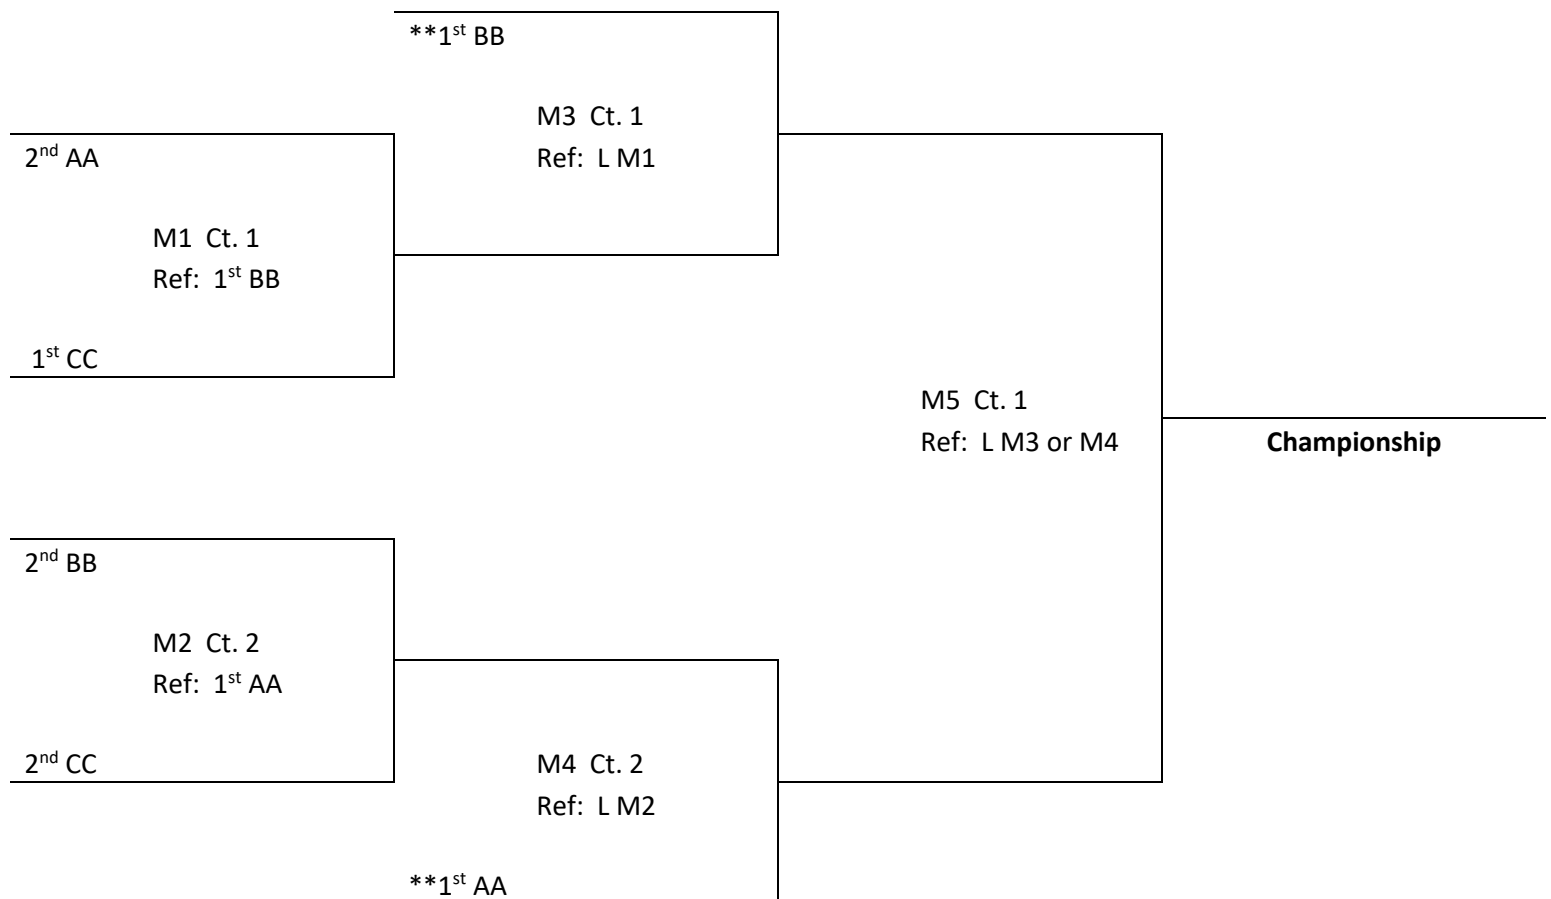 **1st BB
M3 Ct. 1
Ref: L M1
2nd AA
M1 Ct. 1
Ref: 1st BB
1st CC
M5 Ct. 1
Ref: L M3 or M4
Championship
2nd BB
M2 Ct. 2
Ref: 1st AA
2nd CC
M4 Ct. 2
Ref: L M2
**1st AA